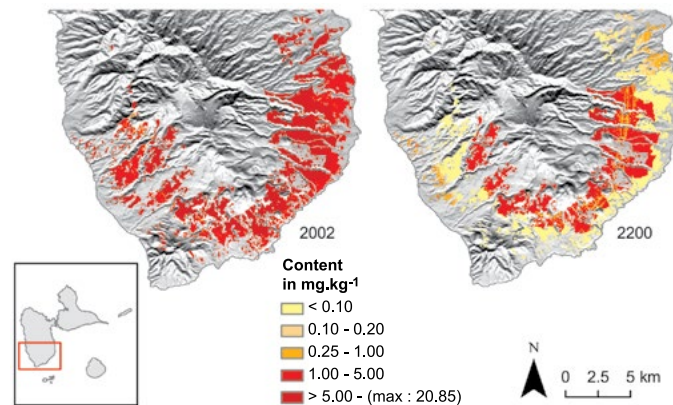 2002
2200
Content
in mg.kg-1
< 0.10
0.10 - 0.20
0.25 - 1.00
1.00 - 5.00
> 5.00 - (max : 20.85)
N
0 2.5 5 km